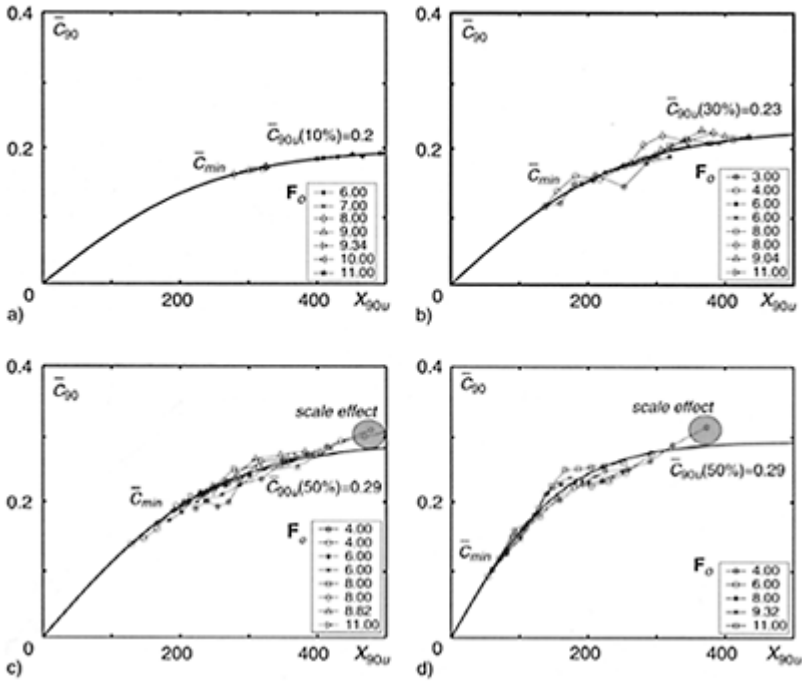 0.4
C̄90
C̄90u(10%)=0.2
0.2
C̄min
Fo
6.00
7.00
8.00
9.00
9.34
10.00
11.00
0
200
400
X90u
a)
0.4
C̄90
C̄90u(30%)=0.23
0.2
C̄min
Fo
3.00
4.00
6.00
6.00
8.00
8.00
9.04
11.00
0
200
400
X90u
b)
0.4
C̄90
scale effect
0.2
C̄min
C̄90u(50%)=0.29
Fo
4.00
4.00
6.00
6.00
8.00
8.00
8.82
11.00
0
200
400
X90u
c)
0.4
C̄90
scale effect
C̄90u(50%)=0.29
0.2
C̄min
Fo
4.00
6.00
8.00
9.32
11.00
0
200
400
X90u
d)